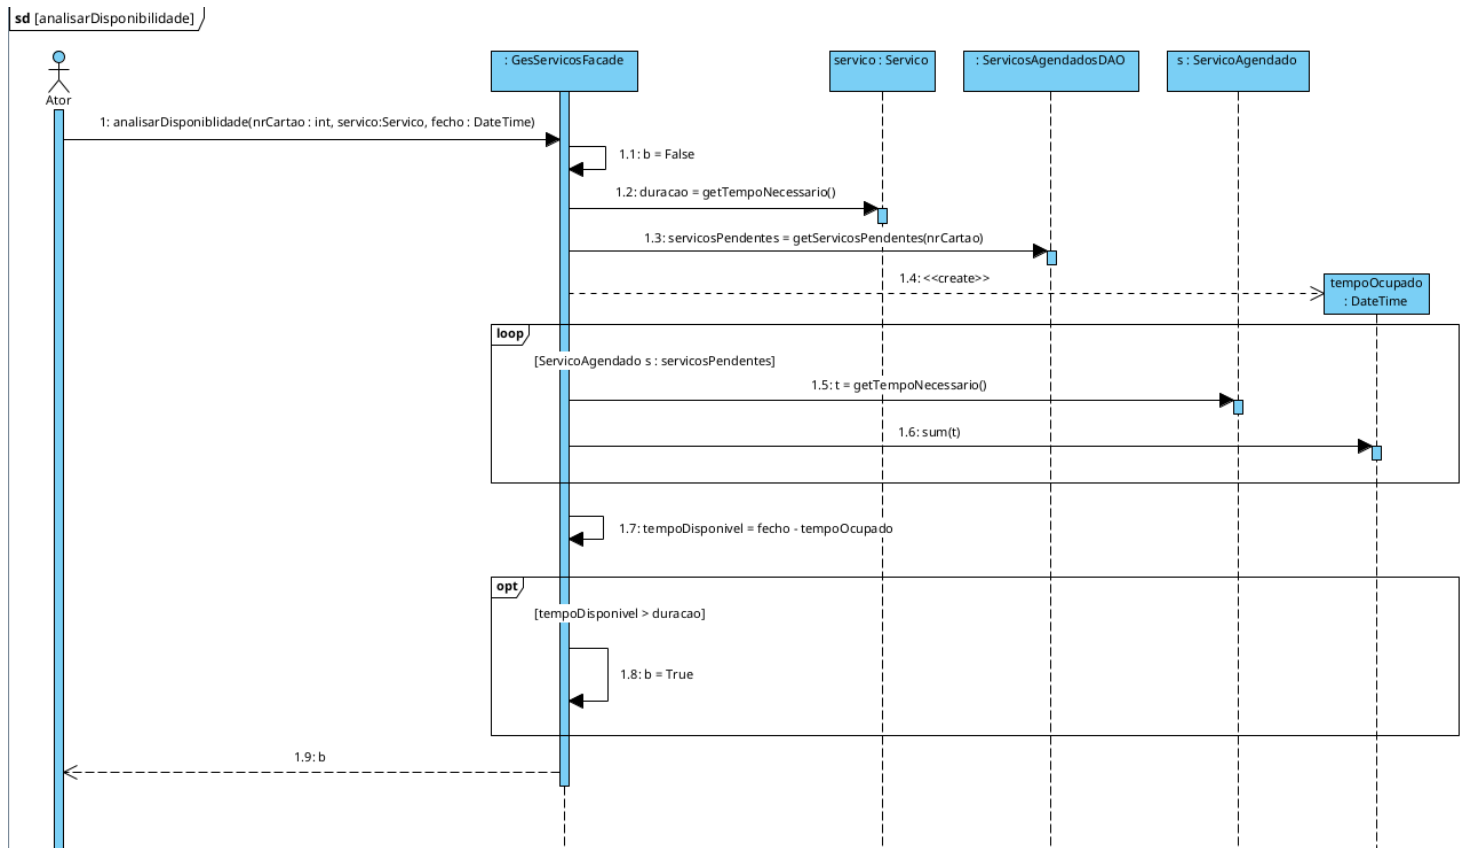 sd [analisarDisponibilidade]
: GesServicosFacade
servico : Servico
: ServicosAgendadosDAO
s : ServicoAgendado
Ator
1: analisarDisponiblidade(nrCartao : int, servico:Servico, fecho : DateTime)
1.1: b = False
1.2: duracao = getTempoNecessario()
1.3: servicosPendentes = getServicosPendentes(nrCartao)
1.4: <<create>>
tempoOcupado
: DateTime
loop
[ServicoAgendado s : servicosPendentes]
1.5: t = getTempoNecessario()
1.6: sum(t)
1.7: tempoDisponivel = fecho - tempoOcupado
opt
[tempoDisponivel > duracao]
1.8: b = True
1.9: b